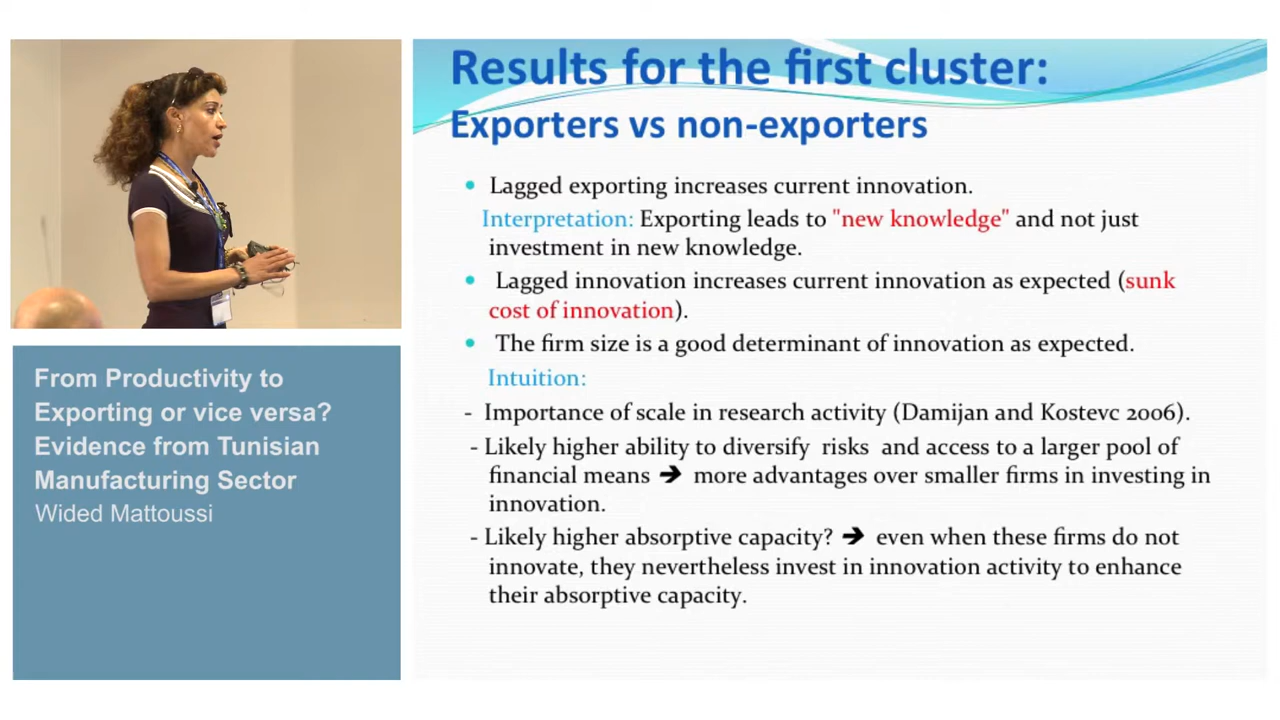 Results for the first cluster:
Exporters vs non-exporters
• Lagged exporting increases current innovation.
Interpretation: Exporting leads to "new knowledge" and not just
investment in new knowledge.
• Lagged innovation increases current innovation as expected (sunk
cost of innovation).
• The firm size is a good determinant of innovation as expected.
Intuition:
- Importance of scale in research activity (Damijan and Kostevc 2006).
- Likely higher ability to diversify risks and access to a larger pool of
financial means ➔ more advantages over smaller firms in investing in
innovation.
- Likely higher absorptive capacity? ➔ even when these firms do not
innovate, they nevertheless invest in innovation activity to enhance
their absorptive capacity.
From Productivity to
Exporting or vice versa?
Evidence from Tunisian
Manufacturing Sector
Wided Mattoussi